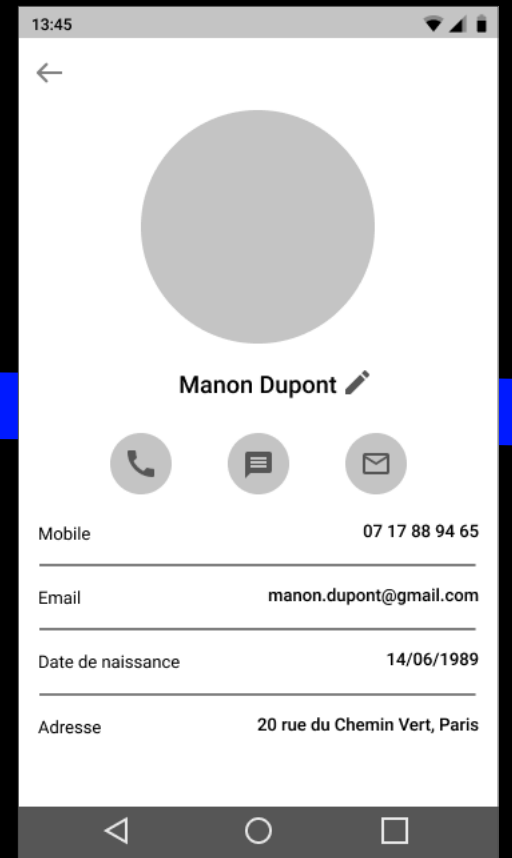 13:45
Manon Dupont
Mobile 07 17 88 94 65
Email manon.dupont@gmail.com
Date de naissance 14/06/1989
Adresse 20 rue du Chemin Vert, Paris